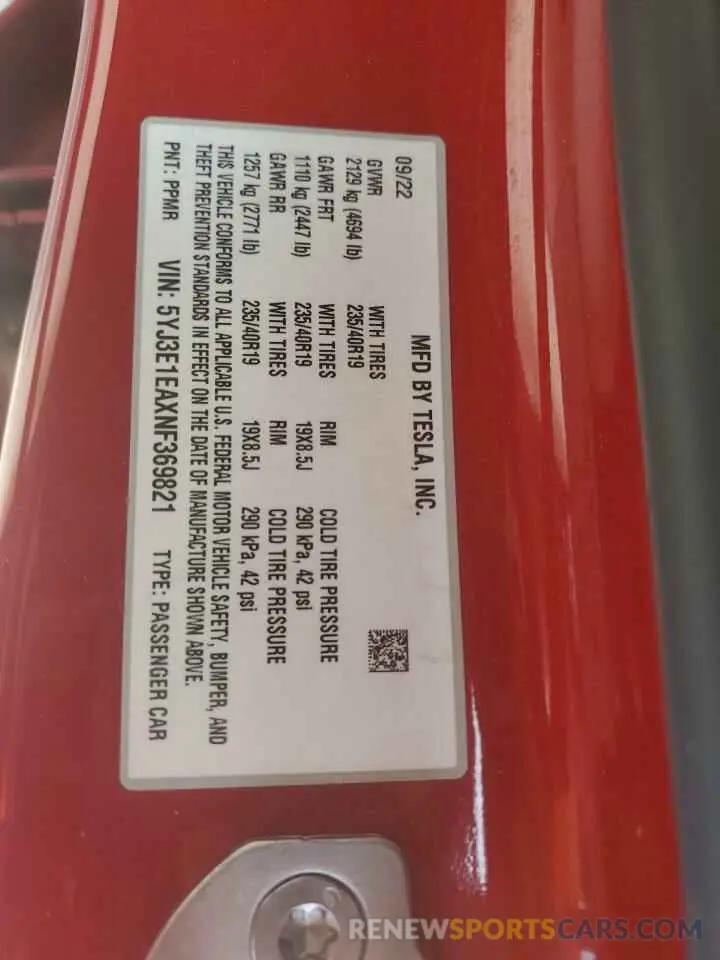 MFD BY TESLA, INC.
09/22
GVWR WITH TIRES
2129 kg (4694 lb) 235/40R19
GAWR FRT WITH TIRES RIM COLD TIRE PRESSURE
1110 kg (2447 lb) 235/40R19 19X8.5J 290 kPa, 42 psi
GAWR RR WITH TIRES RIM COLD TIRE PRESSURE
1257 kg (2771 lb) 235/40R19 19X8.5J 290 kPa, 42 psi
THIS VEHICLE CONFORMS TO ALL APPLICABLE U.S. FEDERAL MOTOR VEHICLE SAFETY, BUMPER, AND
THEFT PREVENTION STANDARDS IN EFFECT ON THE DATE OF MANUFACTURE SHOWN ABOVE.
PNT: PPMR VIN: 5YJ3E1EAXNF369821 TYPE: PASSENGER CAR
RENEWSPORTSCARS.COM